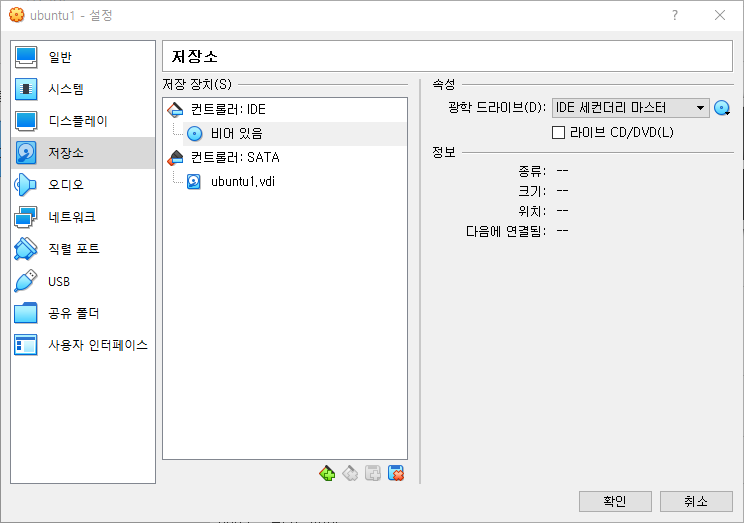 ubuntu1 - 설정
일반
시스템
디스플레이
저장소
오디오
네트워크
직렬 포트
USB
공유 폴더
사용자 인터페이스
저장소
저장 장치(S)
컨트롤러: IDE
비어 있음
컨트롤러: SATA
ubuntu1.vdi
속성
광학 드라이브(D): IDE 세컨더리 마스터
라이브 CD/DVD(L)
정보
종류: --
크기: --
위치: --
다음에 연결됨: --
확인 취소